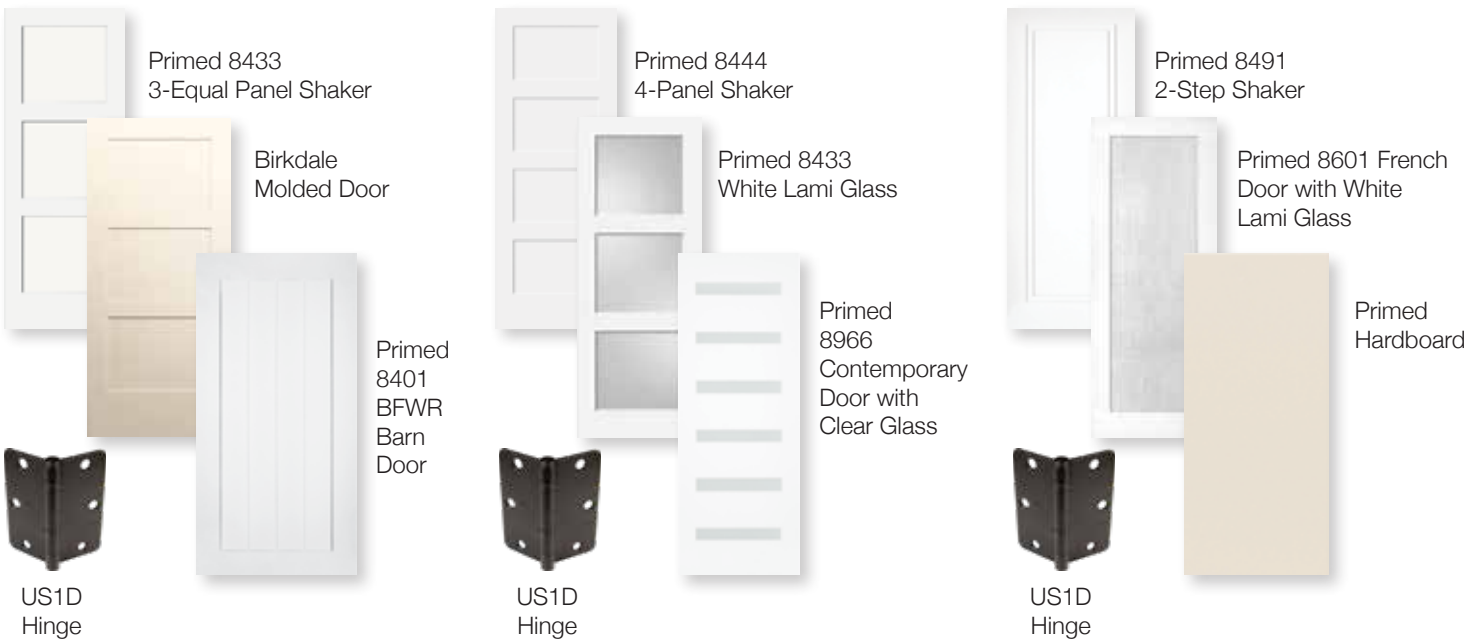 Primed 8433
3-Equal Panel Shaker
Birkdale
Molded Door
Primed
8401
BFWR
Barn
Door
US1D
Hinge
Primed 8444
4-Panel Shaker
Primed 8433
White Lami Glass
Primed
8966
Contemporary
Door with
Clear Glass
US1D
Hinge
Primed 8491
2-Step Shaker
Primed 8601 French
Door with White
Lami Glass
Primed
Hardboard
US1D
Hinge